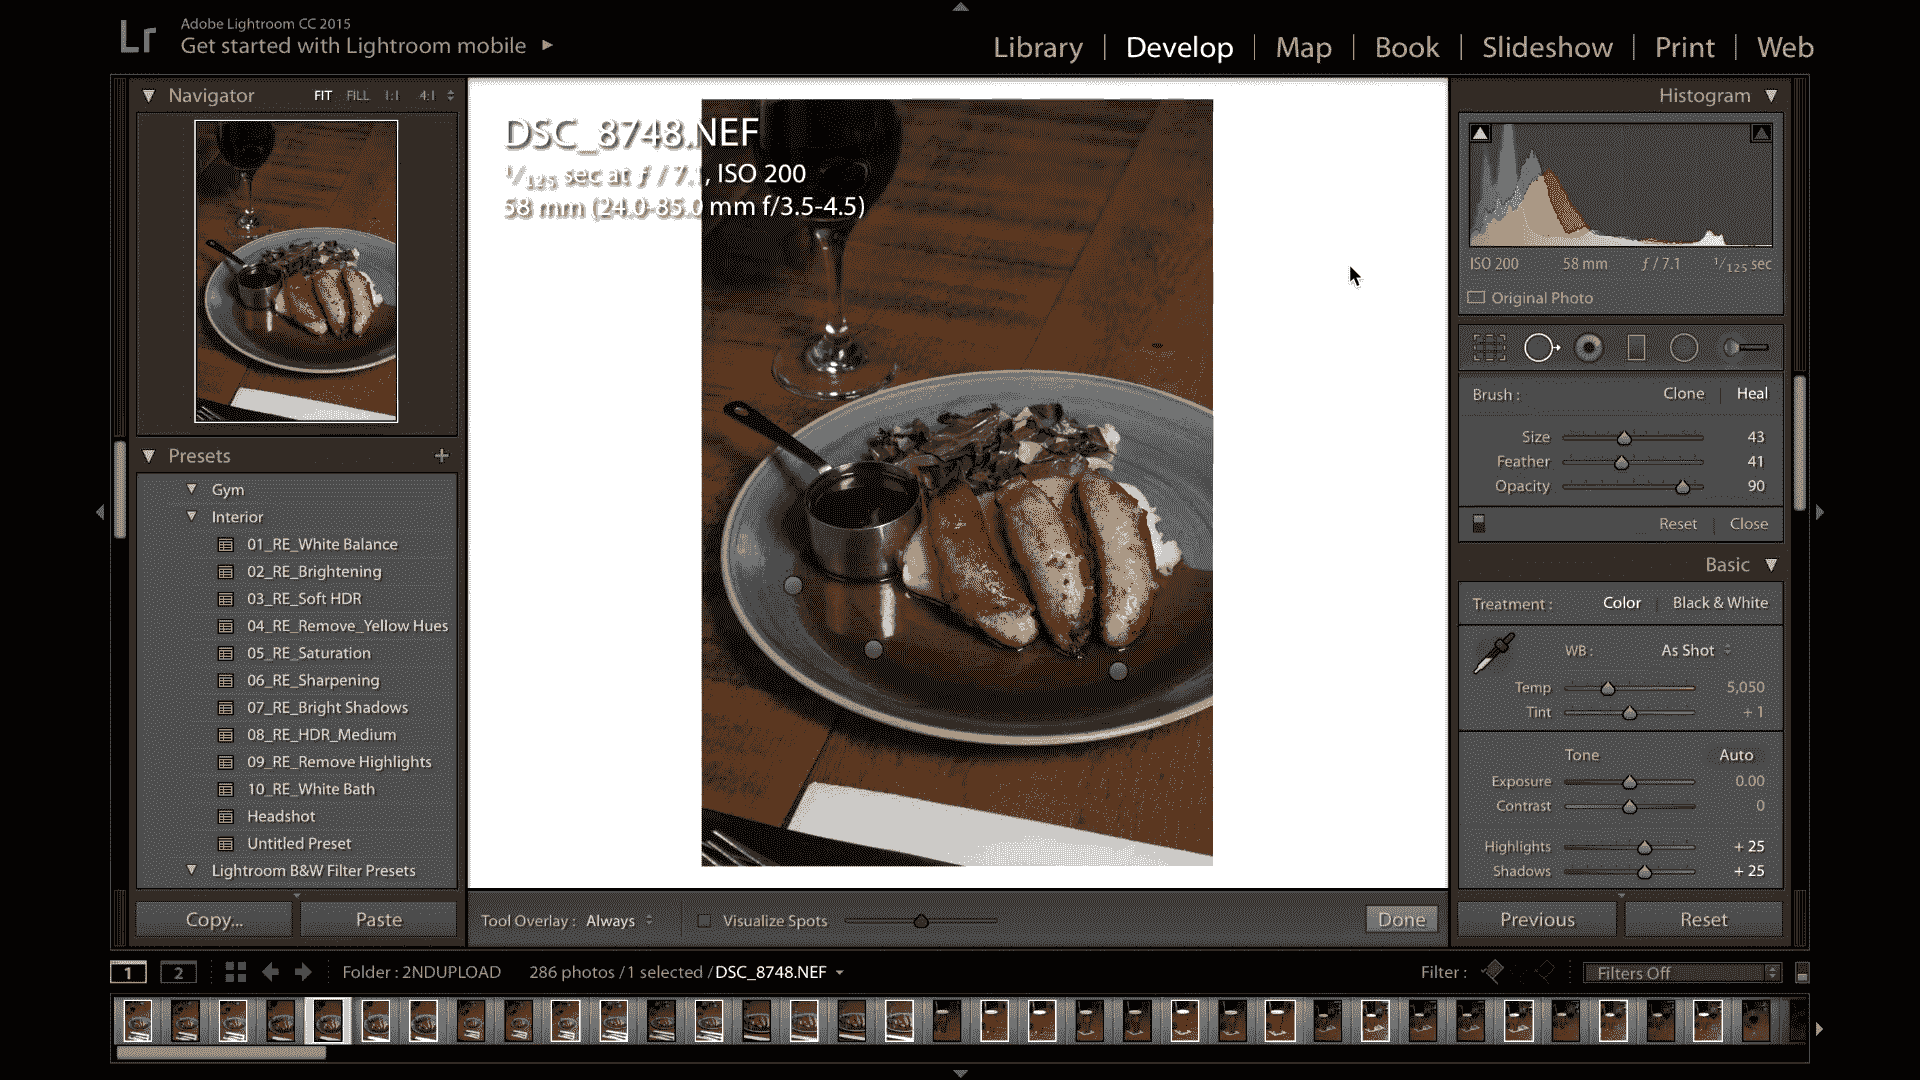 Lr
Adobe Lightroom CC 2015
Get started with Lightroom mobile
Library | Develop | Map | Book | Slideshow | Print | Web
Navigator FIT FILL 1:1 4:1
Presets +
Gym
Interior
01_RE_White Balance
02_RE_Brightening
03_RE_Soft HDR
04_RE_Remove_Yellow Hues
05_RE_Saturation
06_RE_Sharpening
07_RE_Bright Shadows
08_RE_HDR_Medium
09_RE_Remove Highlights
10_RE_White Bath
Headshot
Untitled Preset
Lightroom B&W Filter Presets
Copy... Paste
DSC_8748.NEF
1/125 sec at f / 7.1, ISO 200
58 mm (24.0-85.0 mm f/3.5-4.5)
Tool Overlay : Always Visualize Spots Done
Histogram
ISO 200 58 mm f / 7.1 1/125 sec
Original Photo
Brush : Clone | Heal
Size 43
Feather 41
Opacity 90
Reset | Close
Basic
Treatment : Color | Black & White
WB : As Shot
Temp 5,050
Tint + 1
Tone Auto
Exposure 0.00
Contrast 0
Highlights + 25
Shadows + 25
Previous Reset
1 2 Folder : 2NDUPLOAD 286 photos / 1 selected / DSC_8748.NEF Filter : Filters Off